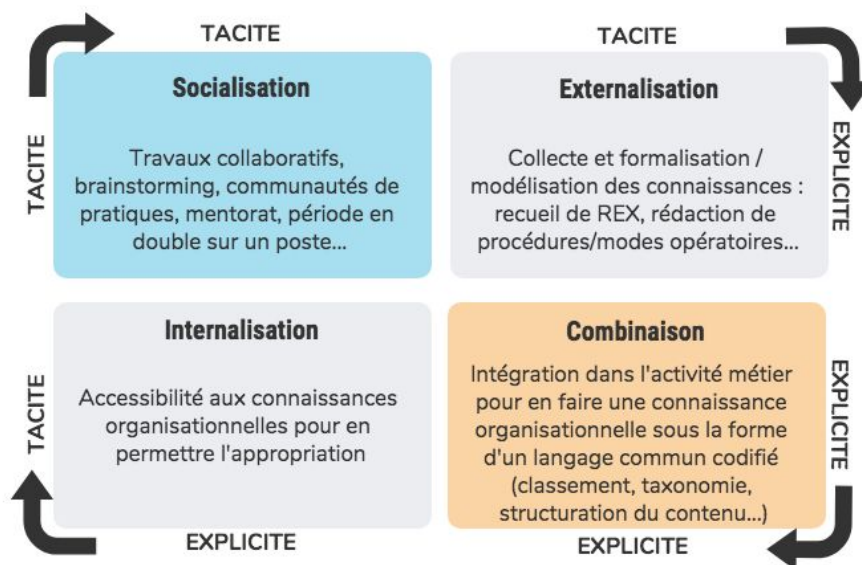 TACITE
TACITE
Socialisation
Travaux collaboratifs,
brainstorming, communautés de
pratiques, mentorat, période en
double sur un poste...
TACITE
EXPLICITE
Externalisation
Collecte et formalisation /
modélisation des connaissances :
recueil de REX, rédaction de
procédures/modes opératoires...
TACITE
Internalisation
Accessibilité aux connaissances
organisationnelles pour en
permettre l'appropriation
EXPLICITE
EXPLICITE
Combinaison
Intégration dans l'activité métier
pour en faire une connaissance
organisationnelle sous la forme
d'un langage commun codifié
(classement, taxonomie,
structuration du contenu...)
EXPLICITE